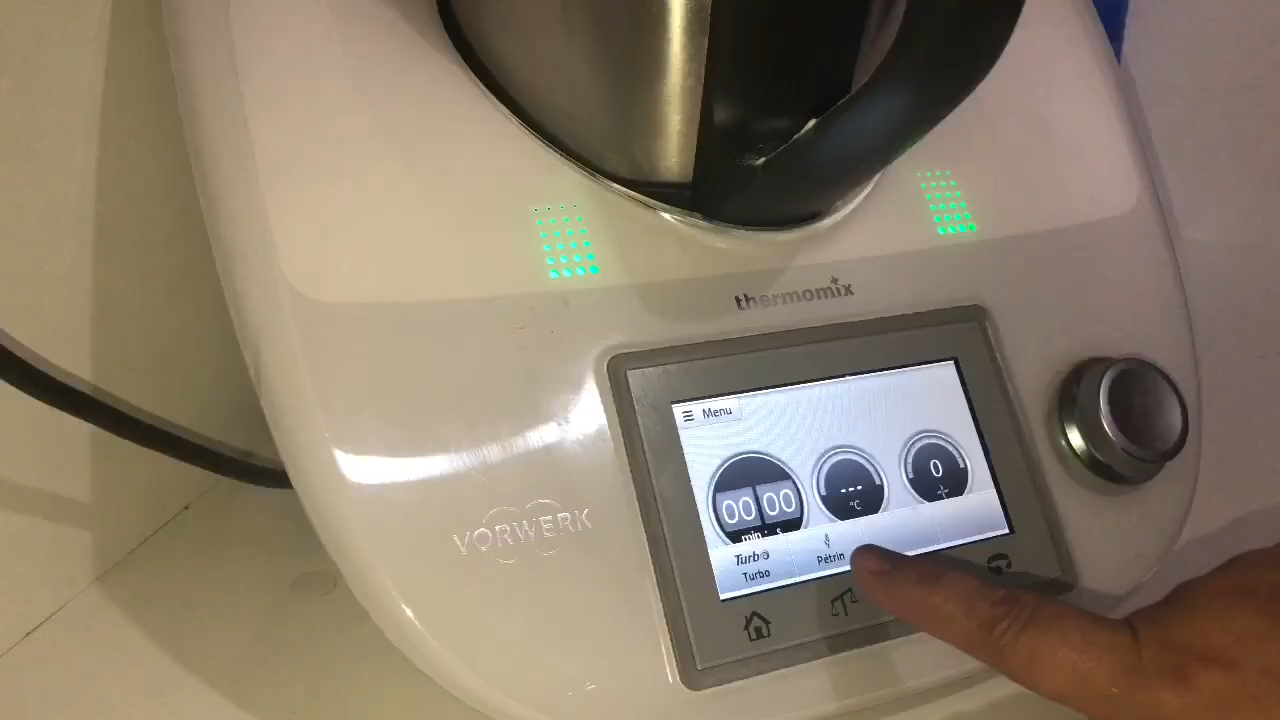 thermomix
Menu
00 00
--- 0
°C
min s
Turbo Pétrin
Turbo
VORWERK